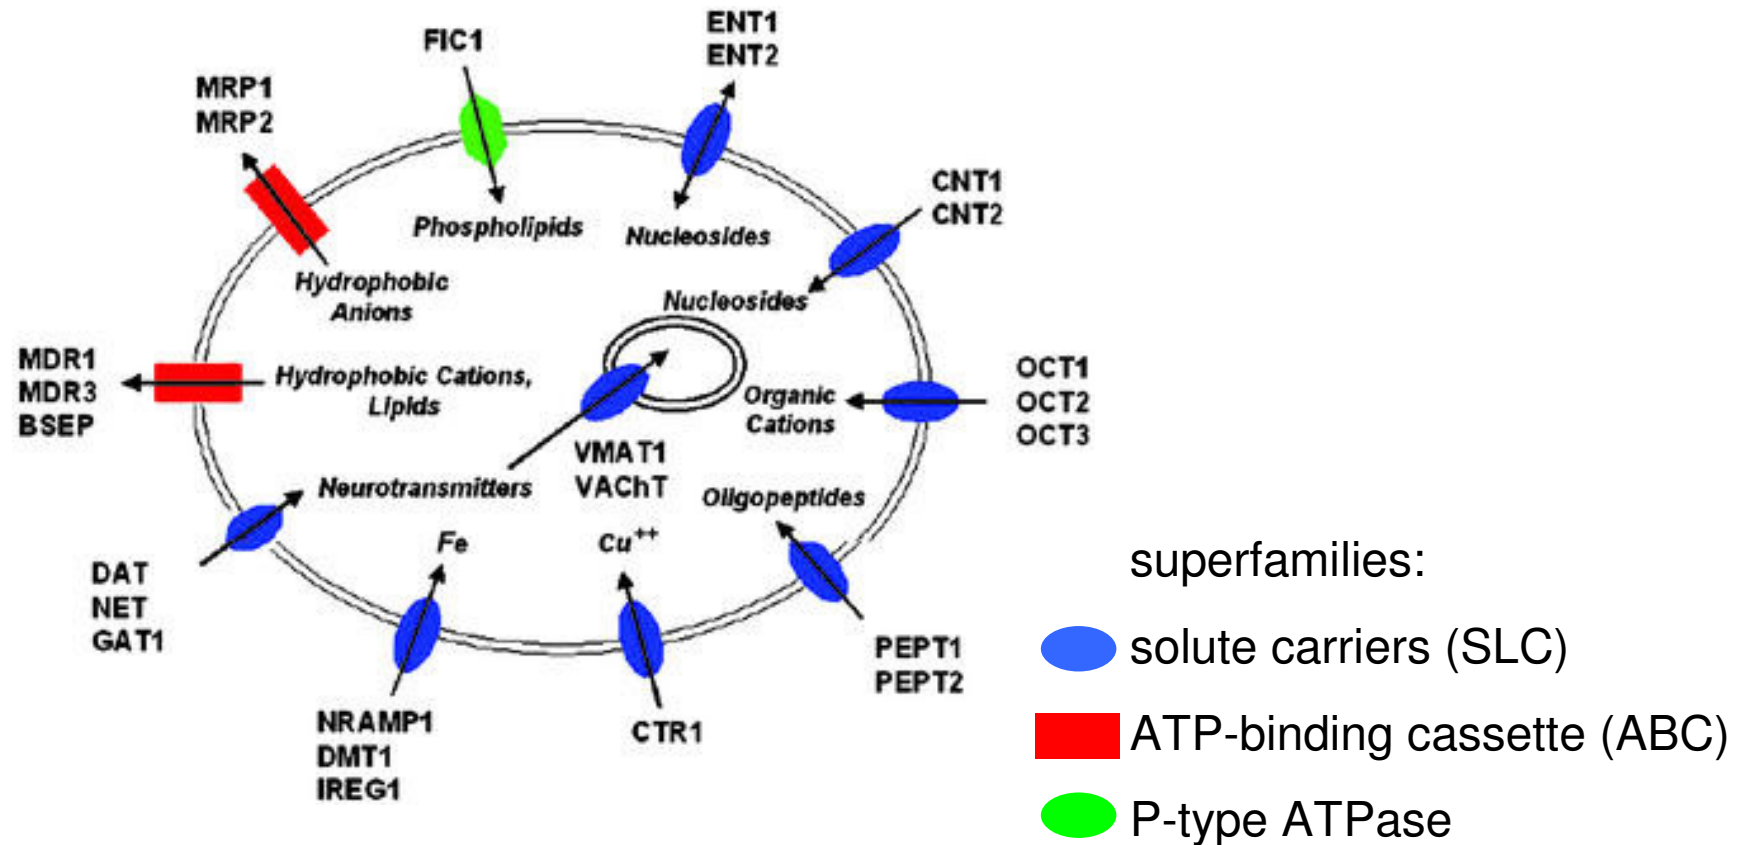 FIC1
ENT1
ENT2
MRP1
MRP2
CNT1
CNT2
Phospholipids
Nucleosides
Hydrophobic
Anions
Nucleosides
MDR1
MDR3
BSEP
Hydrophobic Cations,
Lipids
Organic
Cations
OCT1
OCT2
OCT3
VMAT1
VAChT
Neurotransmitters
Oligopeptides
Fe
Cu++
DAT
NET
GAT1
NRAMP1
DMT1
IREG1
CTR1
PEPT1
PEPT2
superfamilies:
solute carriers (SLC)
ATP-binding cassette (ABC)
P-type ATPase